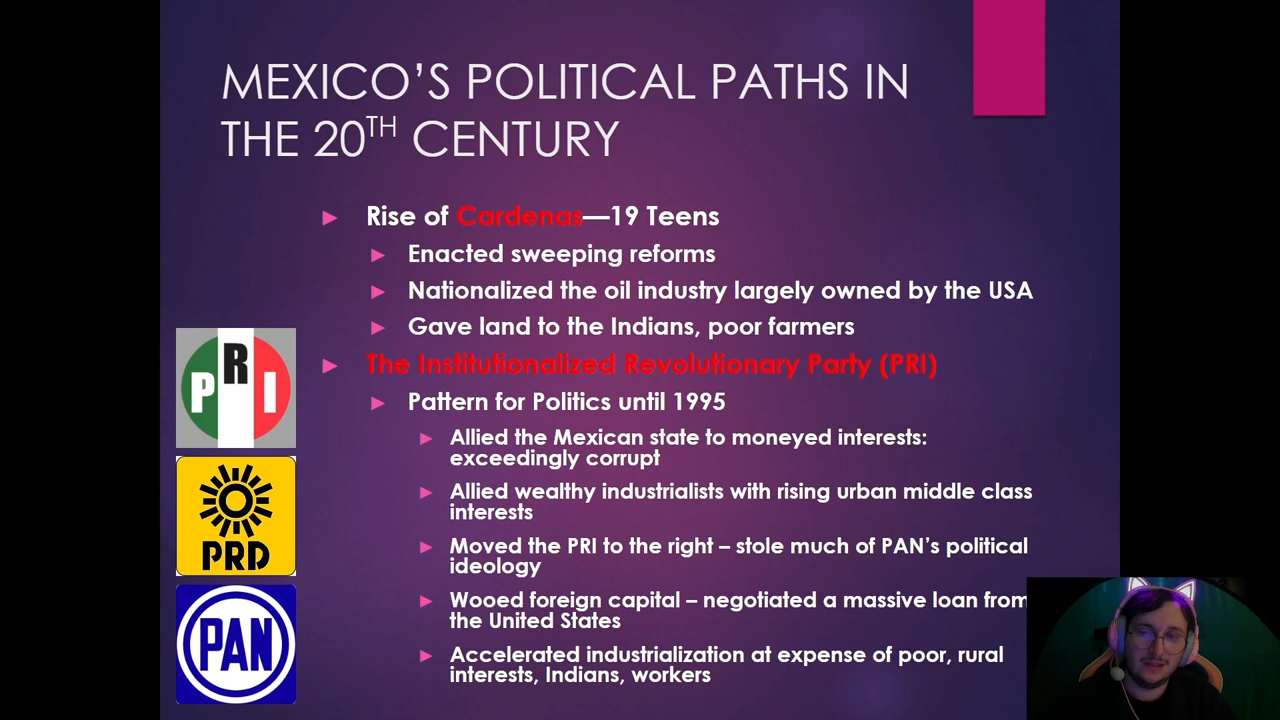 MEXICO’S POLITICAL PATHS IN
THE 20TH CENTURY
Rise of Cardenas—19 Teens
Enacted sweeping reforms
Nationalized the oil industry largely owned by the USA
Gave land to the Indians, poor farmers
The Institutionalized Revolutionary Party (PRI)
Pattern for Politics until 1995
Allied the Mexican state to moneyed interests:
exceedingly corrupt
Allied wealthy industrialists with rising urban middle class
interests
Moved the PRI to the right – stole much of PAN’s political
ideology
Wooed foreign capital – negotiated a massive loan from
the United States
Accelerated industrialization at expense of poor, rural
interests, Indians, workers
PRI
PRD
PAN